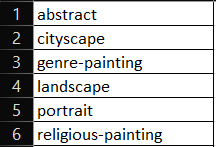 1 abstract
2 cityscape
3 genre-painting
4 landscape
5 portrait
6 religious-painting